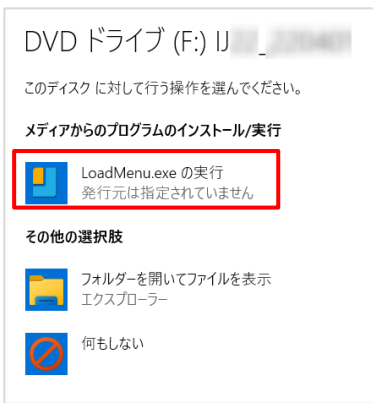 DVD ドライブ (F:) IJ
このディスク に対して行う操作を選んでください。
メディアからのプログラムのインストール/実行
LoadMenu.exe の実行
発行元は指定されていません
その他の選択肢
フォルダーを開いてファイルを表示
エクスプローラー
何もしない